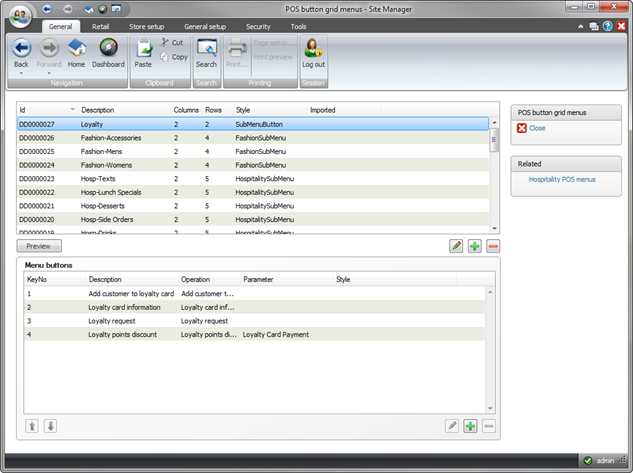 POS button grid menus - Site Manager
General Retail Store setup General setup Security Tools
Back Forward Home Dashboard Paste Cut Copy Search Print... Page setup... Print preview Log out
Navigation Clipboard Search Printing Session
Id Description Columns Rows Style Imported
DD0000027 Loyalty 2 2 SubMenuButton
DD0000026 Fashion-Accessories 2 4 FashionSubMenu
DD0000025 Fashion-Mens 2 4 FashionSubMenu
DD0000024 Fashion-Womens 2 4 FashionSubMenu
DD0000023 Hosp-Texts 2 5 HospitalitySubMenu
DD0000022 Hosp-Lunch Specials 2 5 HospitalitySubMenu
DD0000021 Hosp-Desserts 2 5 HospitalitySubMenu
DD0000020 Hosp-Side Orders 2 5 HospitalitySubMenu
DD0000019 Hosp-Drinks 2 5 HospitalitySubMenu
POS button grid menus
Close
Related
Hospitality POS menus
Preview
Menu buttons
KeyNo Description Operation Parameter Style
1 Add customer to loyalty card Add customer t...
2 Loyalty card information Loyalty card inf...
3 Loyalty request Loyalty request
4 Loyalty points discount Loyalty points di... Loyalty Card Payment
admin